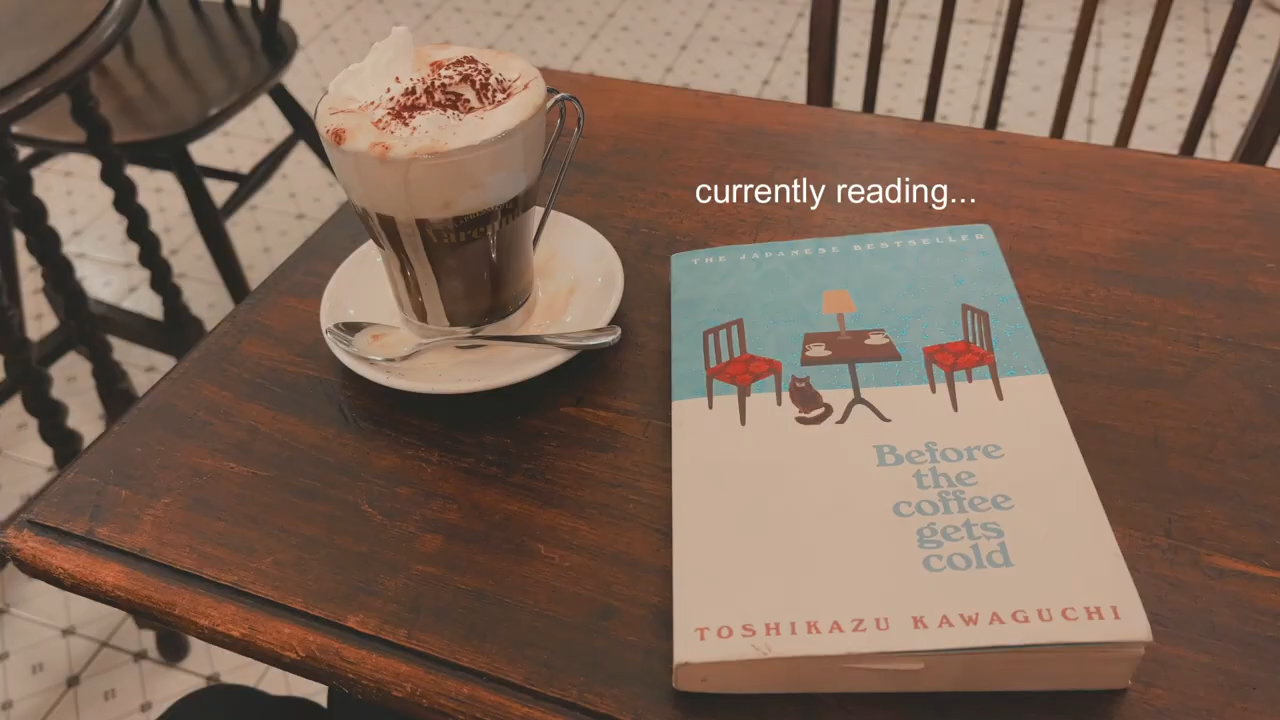 currently reading...
THE JAPANESE BESTSELLER
Before
the
coffee
gets
cold
TOSHIKAZU KAWAGUCHI